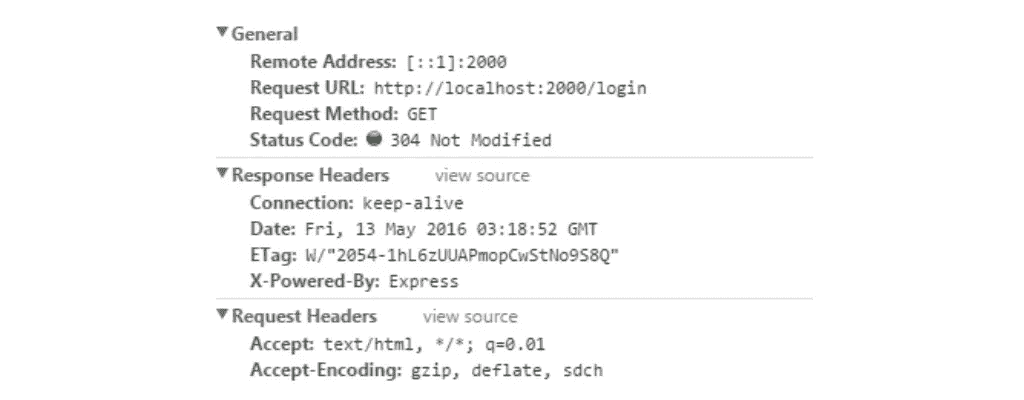 General
Remote Address: [::1]:2000
Request URL: http://localhost:2000/login
Request Method: GET
Status Code: 304 Not Modified
Response Headers view source
Connection: keep-alive
Date: Fri, 13 May 2016 03:18:52 GMT
ETag: W/"2054-1hL6zUUAPmopCwStNo9S8Q"
X-Powered-By: Express
Request Headers view source
Accept: text/html, */*; q=0.01
Accept-Encoding: gzip, deflate, sdch